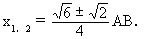 x₁, ₂ = (√6 ± √2)/4 AB.